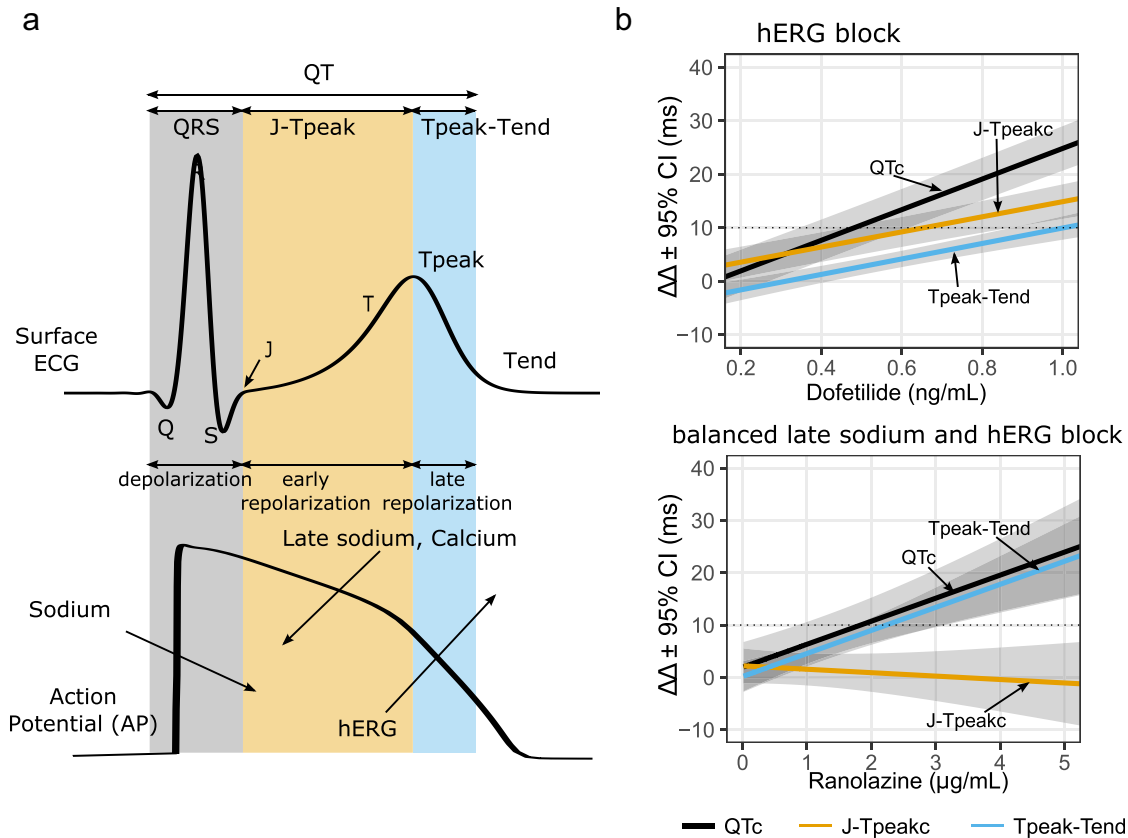 a
QT
QRS
J-Tpeak
Tpeak-Tend
R
Tpeak
T
Surface
ECG
J
Tend
Q
S
depolarization
early
repolarization
late
repolarization
Late sodium, Calcium
Sodium
Action
Potential (AP)
hERG
b
hERG block
ΔΔ ± 95% CI (ms)
40
30
20
10
0
−10
J-Tpeakc
QTc
Tpeak-Tend
0.2
0.4
0.6
0.8
1.0
Dofetilide (ng/mL)
balanced late sodium and hERG block
ΔΔ ± 95% CI (ms)
40
30
20
10
0
−10
Tpeak-Tend
QTc
J-Tpeakc
0
1
2
3
4
5
Ranolazine (µg/mL)
QTc
J-Tpeakc
Tpeak-Tend